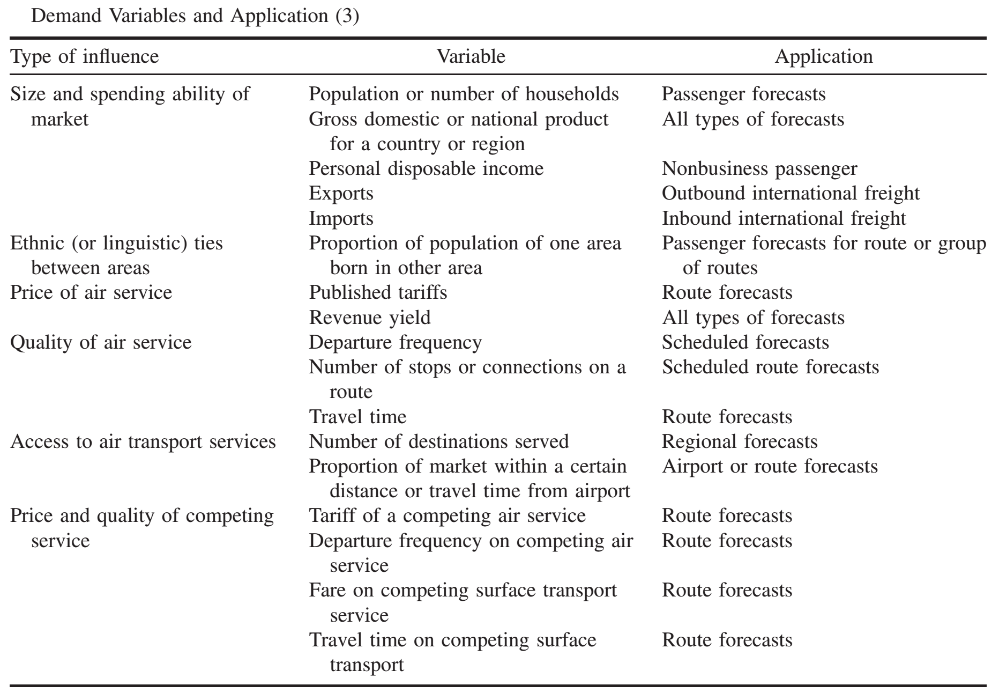 Demand Variables and Application (3)
Type of influence Variable Application
Size and spending ability of Population or number of households Passenger forecasts
market Gross domestic or national product All types of forecasts
for a country or region
Personal disposable income Nonbusiness passenger
Exports Outbound international freight
Imports Inbound international freight
Ethnic (or linguistic) ties Proportion of population of one area Passenger forecasts for route or group
between areas born in other area of routes
Price of air service Published tariffs Route forecasts
Revenue yield All types of forecasts
Quality of air service Departure frequency Scheduled forecasts
Number of stops or connections on a Scheduled route forecasts
route
Travel time Route forecasts
Access to air transport services Number of destinations served Regional forecasts
Proportion of market within a certain Airport or route forecasts
distance or travel time from airport
Price and quality of competing Tariff of a competing air service Route forecasts
service Departure frequency on competing air Route forecasts
service
Fare on competing surface transport Route forecasts
service
Travel time on competing surface Route forecasts
transport